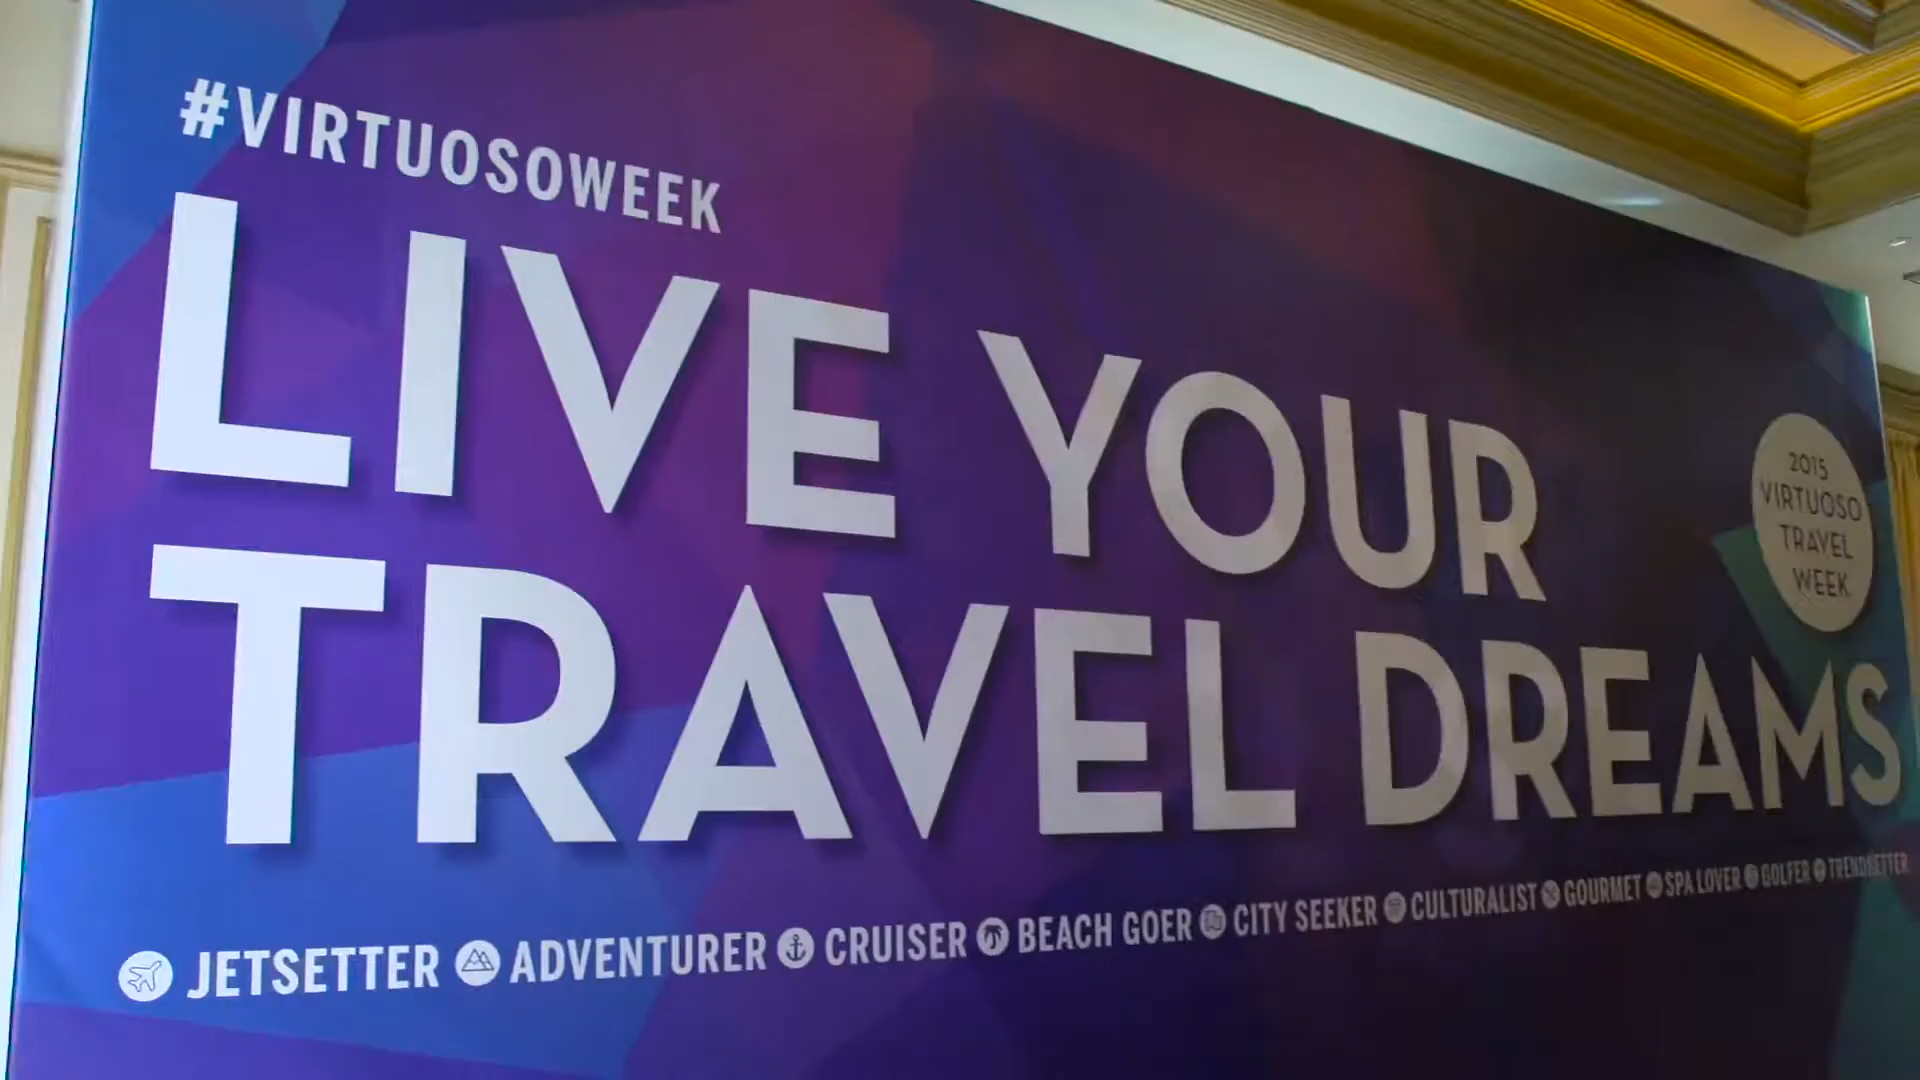 #VIRTUOSOWEEK
LIVE YOUR
TRAVEL DREAMS
2015
VIRTUOSO
TRAVEL
WEEK
JETSETTER ADVENTURER CRUISER BEACH GOER CITY SEEKER CULTURALIST GOURMET SPA LOVER GOLFER TRENDSETTER